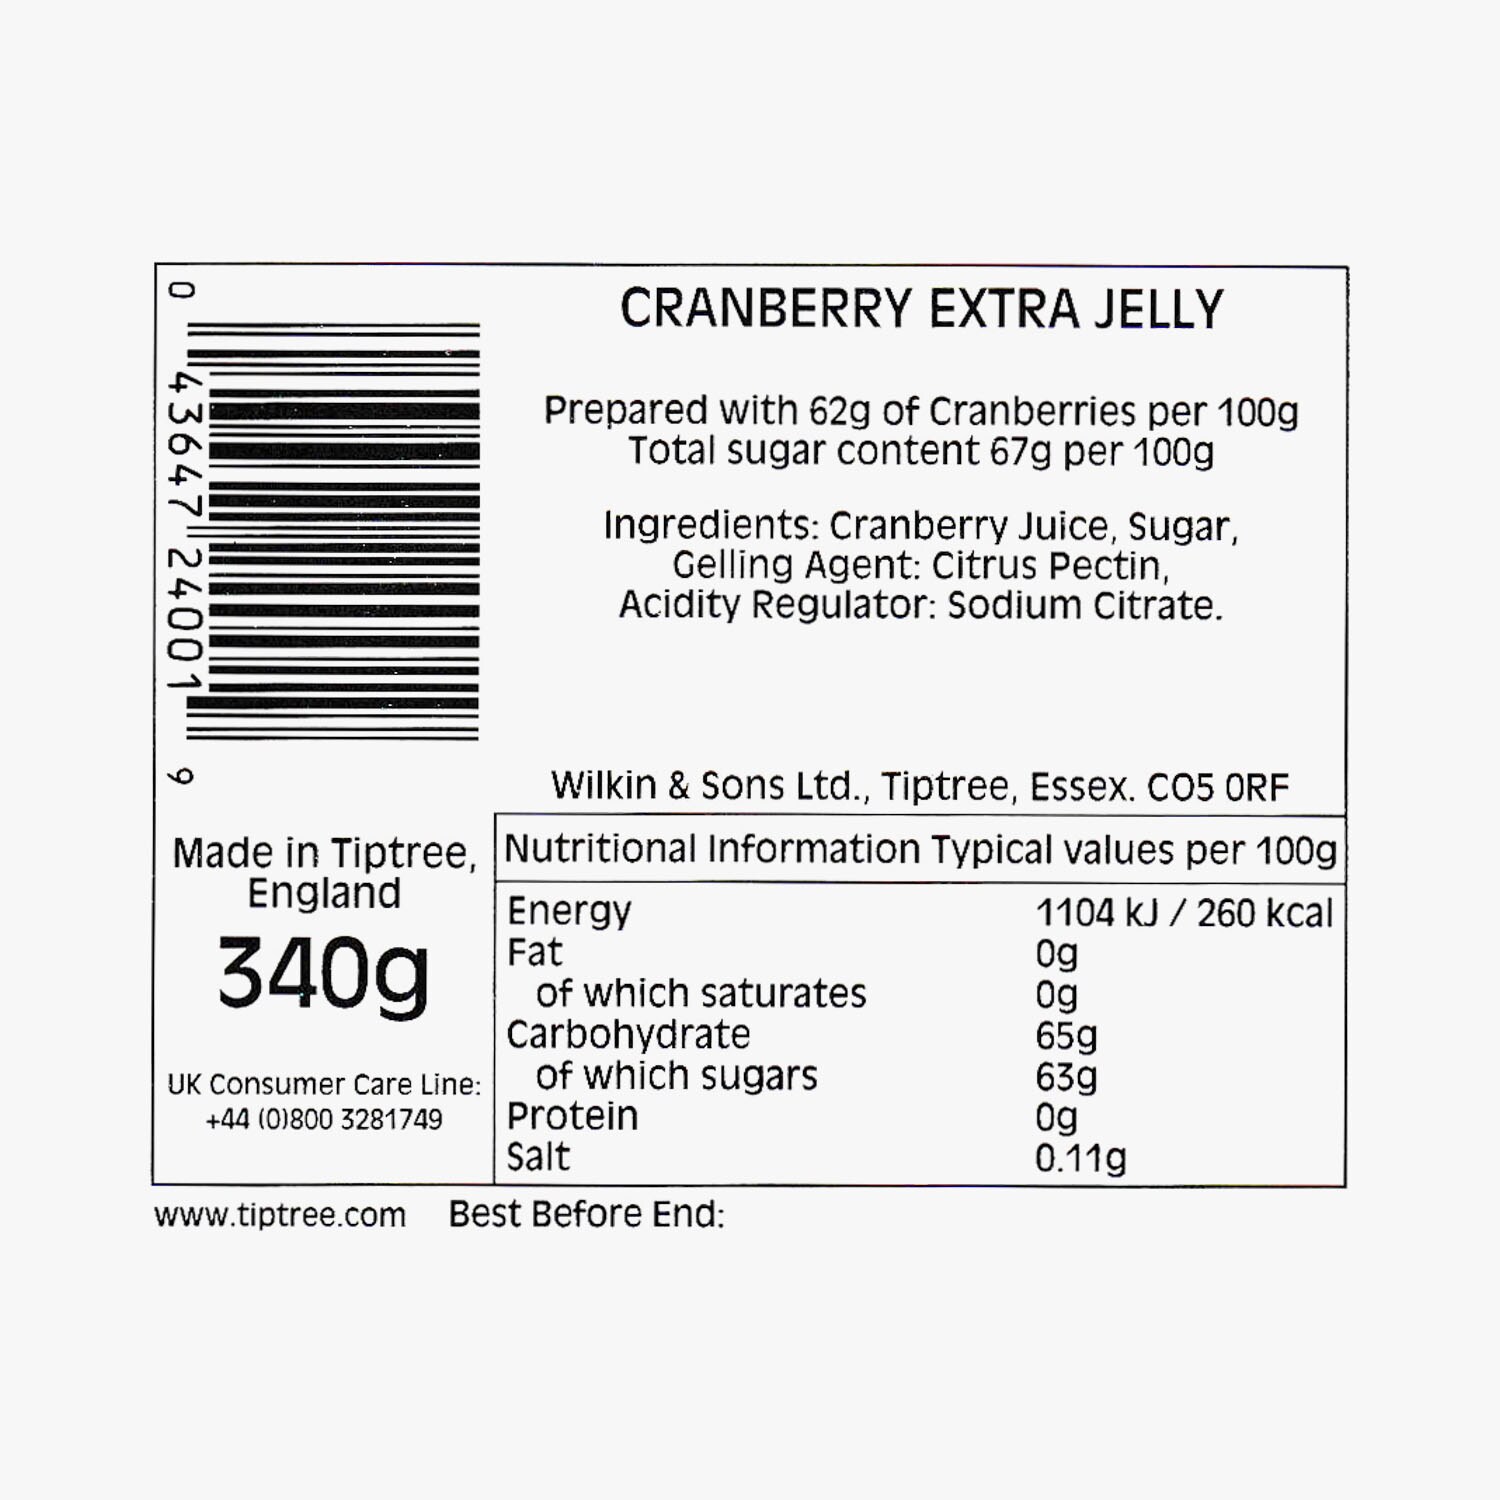 0 43647 24001 9
CRANBERRY EXTRA JELLY
Prepared with 62g of Cranberries per 100g
Total sugar content 67g per 100g
Ingredients: Cranberry Juice, Sugar,
Gelling Agent: Citrus Pectin,
Acidity Regulator: Sodium Citrate.
Wilkin & Sons Ltd., Tiptree, Essex. CO5 0RF
Made in Tiptree,
England
340g
UK Consumer Care Line:
+44 (0)800 3281749
Nutritional Information Typical values per 100g
Energy 1104 kJ / 260 kcal
Fat 0g
of which saturates 0g
Carbohydrate 65g
of which sugars 63g
Protein 0g
Salt 0.11g
www.tiptree.com Best Before End: